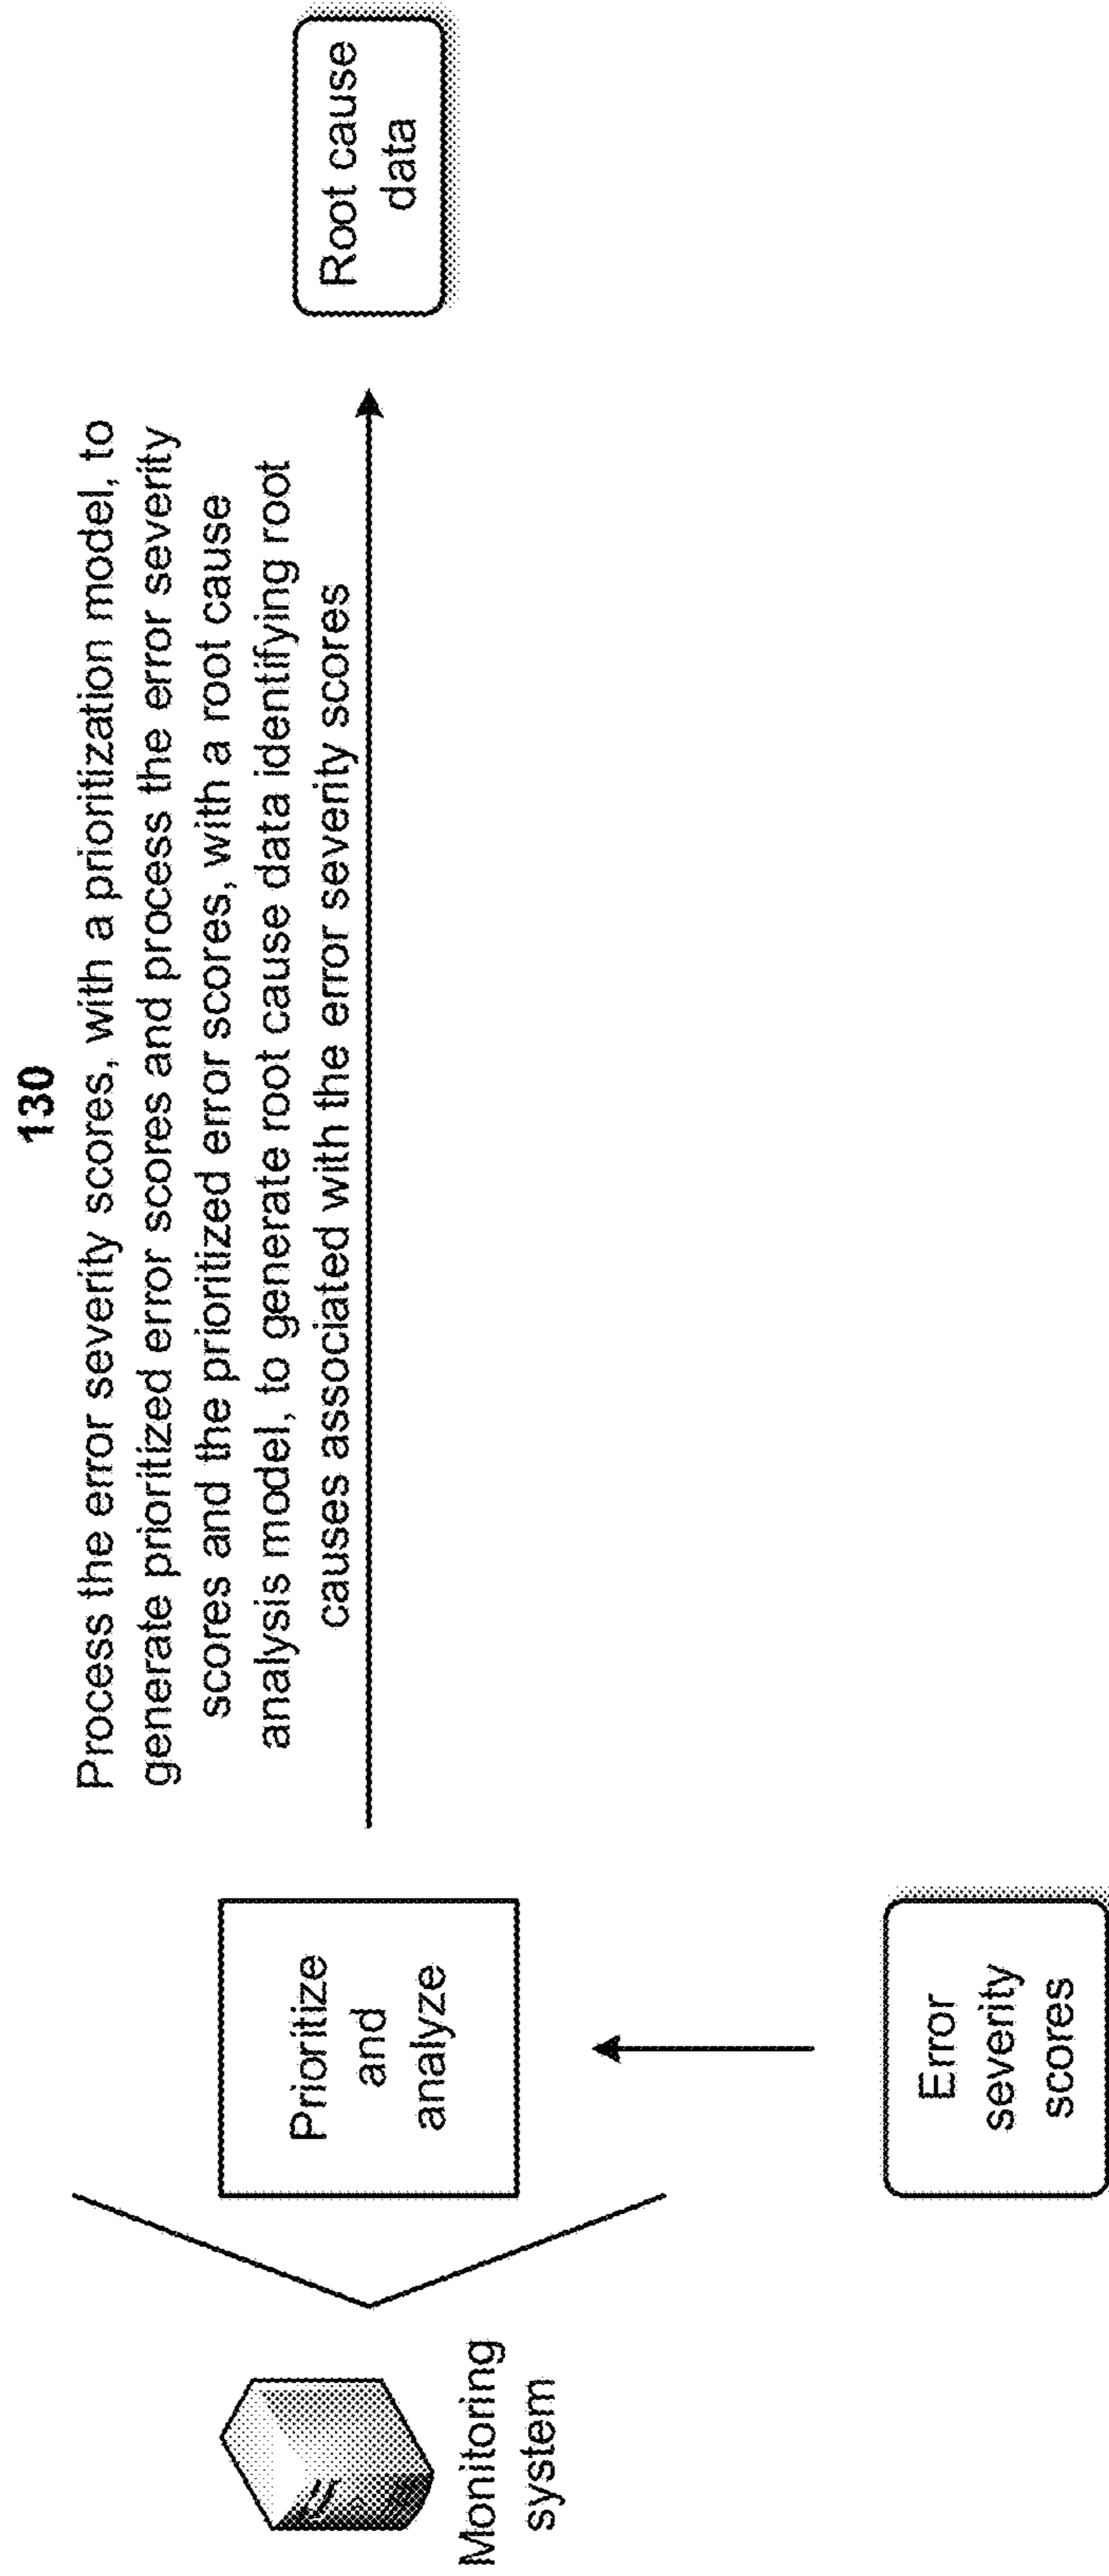 130
Process the error severity scores, with a prioritization model, to
generate prioritized error scores and process the error severity
scores and the prioritized error scores, with a root cause
analysis model, to generate root cause data identifying root
causes associated with the error severity scores
Monitoring
system
Prioritize
and
analyze
Root cause
data
Error
severity
scores